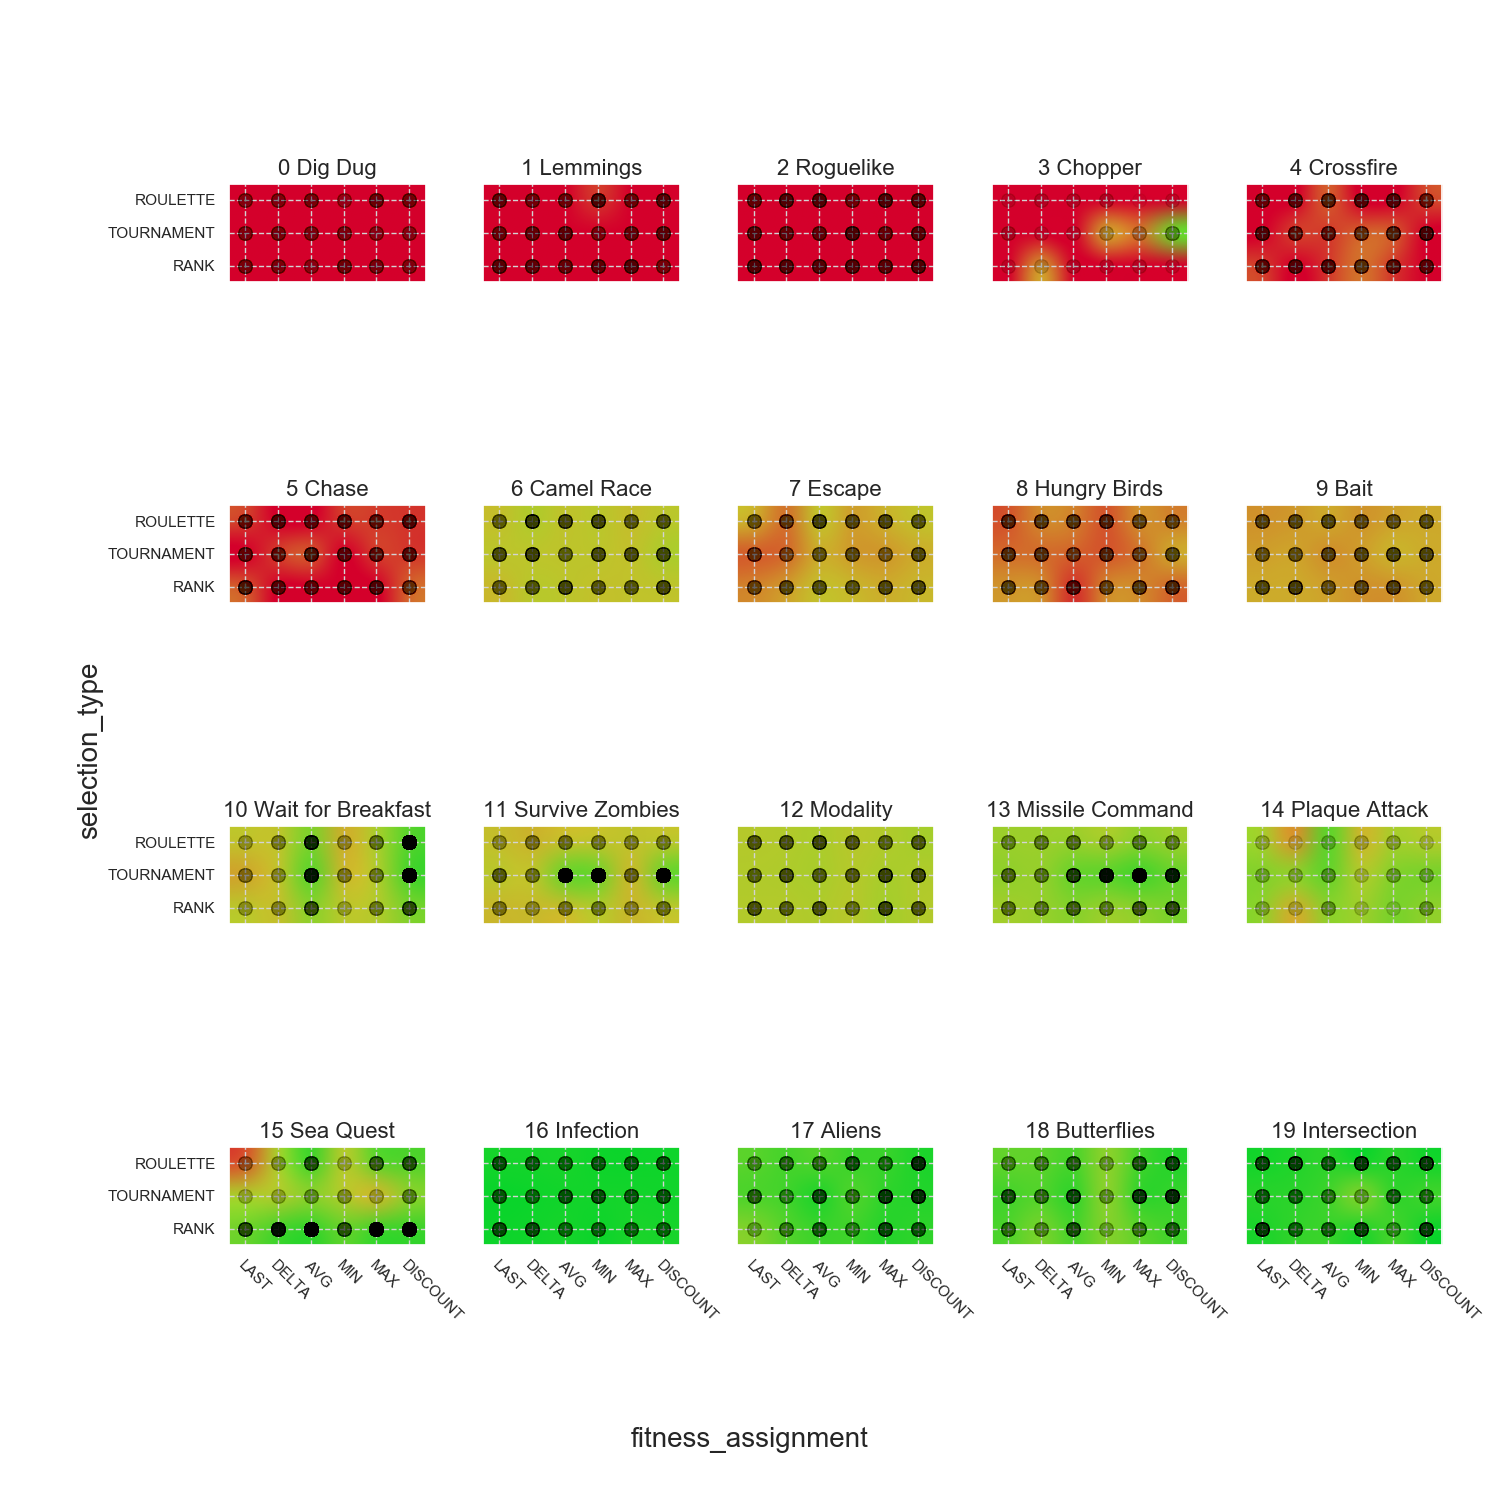 0 Dig Dug
1 Lemmings
2 Roguelike
3 Chopper
4 Crossfire
ROULETTE
TOURNAMENT
RANK
5 Chase
6 Camel Race
7 Escape
8 Hungry Birds
9 Bait
ROULETTE
TOURNAMENT
RANK
selection_type
10 Wait for Breakfast
11 Survive Zombies
12 Modality
13 Missile Command
14 Plaque Attack
ROULETTE
TOURNAMENT
RANK
15 Sea Quest
16 Infection
17 Aliens
18 Butterflies
19 Intersection
ROULETTE
TOURNAMENT
RANK
LAST
DELTA
AVG
MIN
MAX
DISCOUNT
LAST
DELTA
AVG
MIN
MAX
DISCOUNT
LAST
DELTA
AVG
MIN
MAX
DISCOUNT
LAST
DELTA
AVG
MIN
MAX
DISCOUNT
LAST
DELTA
AVG
MIN
MAX
DISCOUNT
fitness_assignment